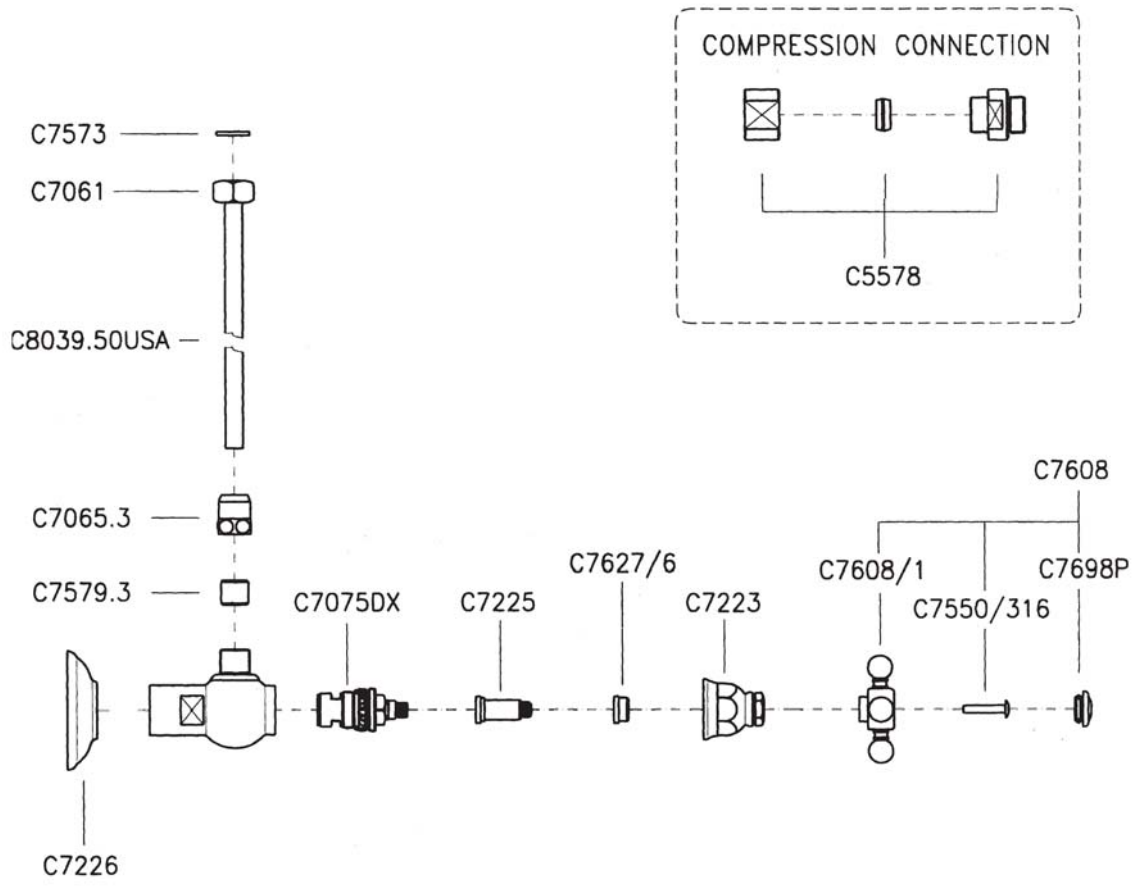 COMPRESSION CONNECTION
C5578
C7573
C7061
C8039.50USA
C7065.3
C7579.3
C7075DX
C7225
C7627/6
C7223
C7608
C7608/1
C7550/316
C7698P
C7226